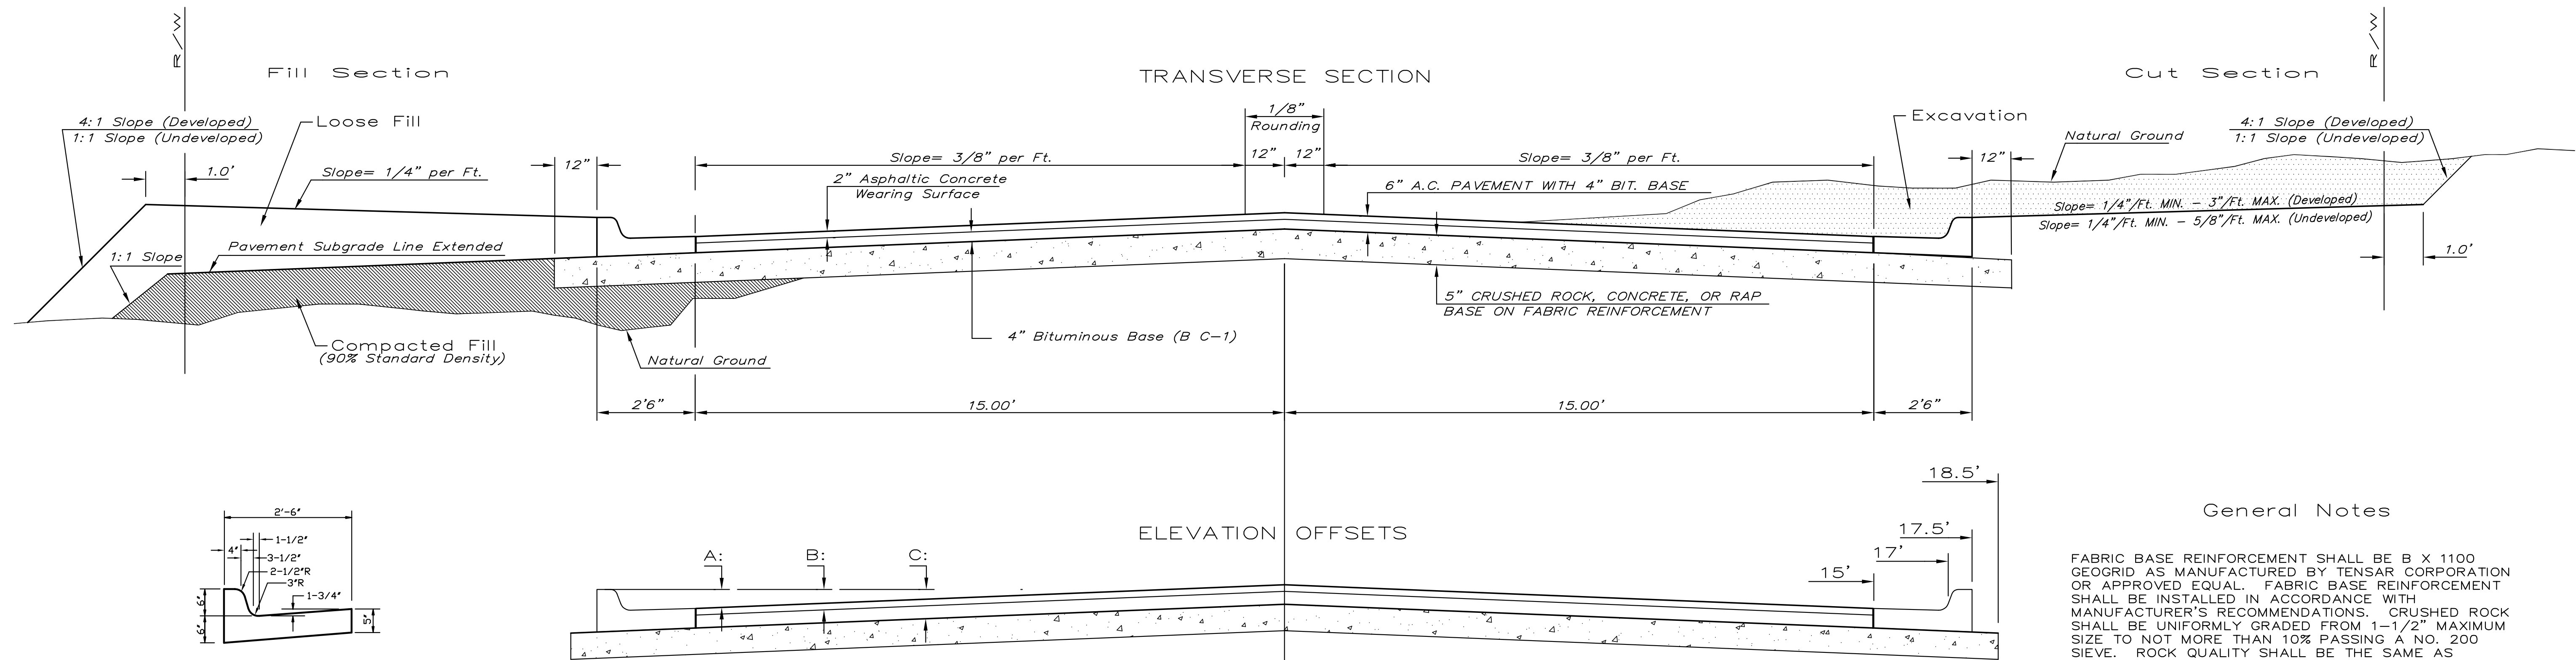 R/W
R/W
Fill Section
TRANSVERSE SECTION
Cut Section
4:1 Slope (Developed)
1:1 Slope (Undeveloped)
Loose Fill
1/8"
Rounding
Excavation
Natural Ground
4:1 Slope (Developed)
1:1 Slope (Undeveloped)
1.0'
Slope= 1/4" per Ft.
12"
Slope= 3/8" per Ft.
12"
12"
Slope= 3/8" per Ft.
12"
2" Asphaltic Concrete
Wearing Surface
6" A.C. PAVEMENT WITH 4" BIT. BASE
Slope= 1/4"/Ft. MIN. – 3"/Ft. MAX. (Developed)
Slope= 1/4"/Ft. MIN. – 5/8"/Ft. MAX. (Undeveloped)
1:1 Slope
Pavement Subgrade Line Extended
1.0'
5" CRUSHED ROCK, CONCRETE, OR RAP
BASE ON FABRIC REINFORCEMENT
4" Bituminous Base (B C–1)
Compacted Fill
(90% Standard Density)
Natural Ground
2'6"
15.00'
15.00'
2'6"
18.5'
17.5'
17'
15'
ELEVATION OFFSETS
A:
B:
C:
2'-6"
1-1/2"
4"
3-1/2"
2-1/2"R
3"R
1-3/4"
6"
6"
5"
General Notes
FABRIC BASE REINFORCEMENT SHALL BE B X 1100
GEOGRID AS MANUFACTURED BY TENSAR CORPORATION
OR APPROVED EQUAL.  FABRIC BASE REINFORCEMENT
SHALL BE INSTALLED IN ACCORDANCE WITH
MANUFACTURER'S RECOMMENDATIONS.  CRUSHED ROCK
SHALL BE UNIFORMLY GRADED FROM 1–1/2" MAXIMUM
SIZE TO NOT MORE THAN 10% PASSING A NO. 200
SIEVE.  ROCK QUALITY SHALL BE THE SAME AS